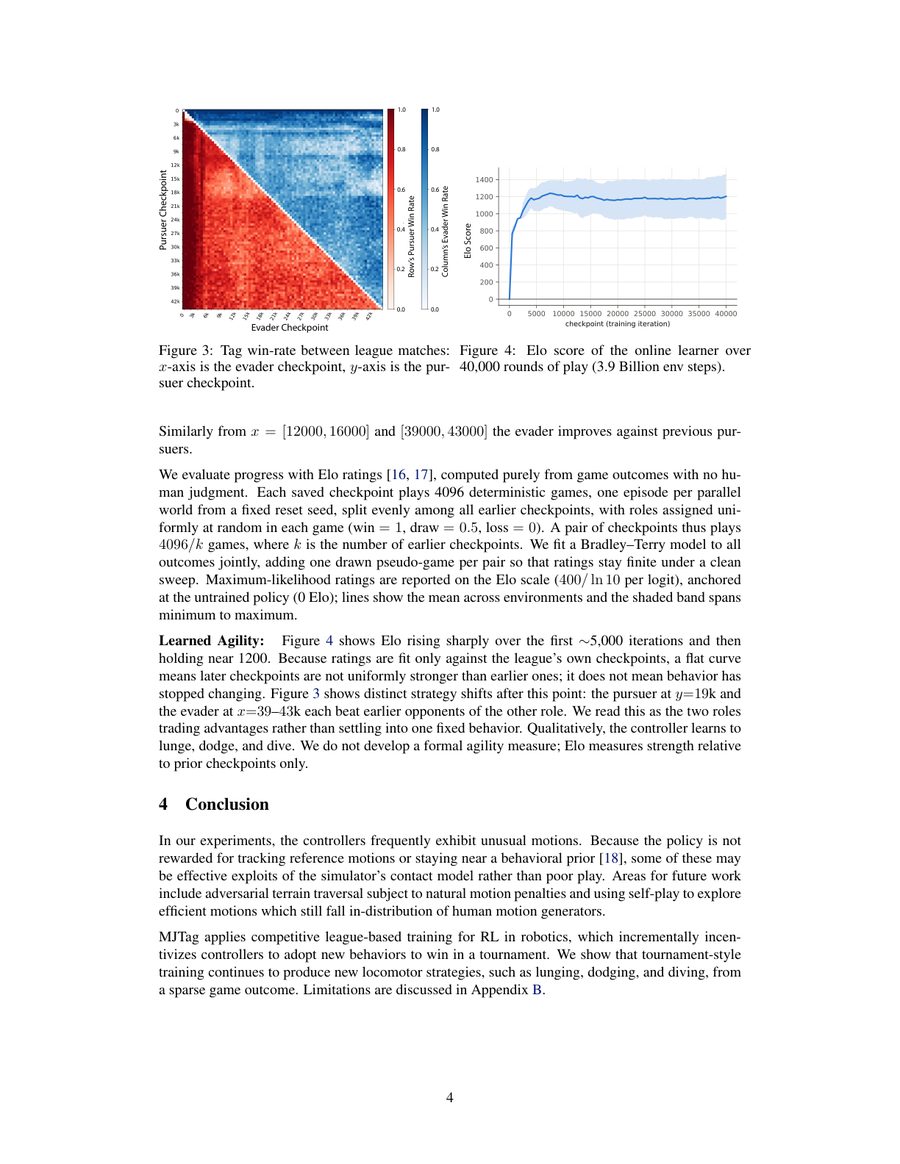 0
3k
6k
9k
12k
15k
18k
21k
24k
27k
30k
33k
36k
39k
42k
Pursuer Checkpoint
0
3k
6k
9k
12k
15k
18k
21k
24k
27k
30k
33k
36k
39k
42k
Evader Checkpoint
1.0
0.8
0.6
0.4
0.2
0.0
Row's Pursuer Win Rate
1.0
0.8
0.6
0.4
0.2
0.0
Column's Evader Win Rate
1400
1200
1000
800
600
400
200
0
Elo Score
0 5000 10000 15000 20000 25000 30000 35000 40000
checkpoint (training iteration)
Figure 3: Tag win-rate between league matches:
x-axis is the evader checkpoint, y-axis is the pur-
suer checkpoint.
Figure 4: Elo score of the online learner over
40,000 rounds of play (3.9 Billion env steps).
Similarly from x = [12000, 16000] and [39000, 43000] the evader improves against previous pur-
suers.
We evaluate progress with Elo ratings [16, 17], computed purely from game outcomes with no hu-
man judgment. Each saved checkpoint plays 4096 deterministic games, one episode per parallel
world from a fixed reset seed, split evenly among all earlier checkpoints, with roles assigned uni-
formly at random in each game (win = 1, draw = 0.5, loss = 0). A pair of checkpoints thus plays
4096/k games, where k is the number of earlier checkpoints. We fit a Bradley–Terry model to all
outcomes jointly, adding one drawn pseudo-game per pair so that ratings stay finite under a clean
sweep. Maximum-likelihood ratings are reported on the Elo scale (400/ ln 10 per logit), anchored
at the untrained policy (0 Elo); lines show the mean across environments and the shaded band spans
minimum to maximum.
Learned Agility: Figure 4 shows Elo rising sharply over the first ∼5,000 iterations and then
holding near 1200. Because ratings are fit only against the league's own checkpoints, a flat curve
means later checkpoints are not uniformly stronger than earlier ones; it does not mean behavior has
stopped changing. Figure 3 shows distinct strategy shifts after this point: the pursuer at y=19k and
the evader at x=39–43k each beat earlier opponents of the other role. We read this as the two roles
trading advantages rather than settling into one fixed behavior. Qualitatively, the controller learns to
lunge, dodge, and dive. We do not develop a formal agility measure; Elo measures strength relative
to prior checkpoints only.
4 Conclusion
In our experiments, the controllers frequently exhibit unusual motions. Because the policy is not
rewarded for tracking reference motions or staying near a behavioral prior [18], some of these may
be effective exploits of the simulator's contact model rather than poor play. Areas for future work
include adversarial terrain traversal subject to natural motion penalties and using self-play to explore
efficient motions which still fall in-distribution of human motion generators.
MJTag applies competitive league-based training for RL in robotics, which incrementally incen-
tivizes controllers to adopt new behaviors to win in a tournament. We show that tournament-style
training continues to produce new locomotor strategies, such as lunging, dodging, and diving, from
a sparse game outcome. Limitations are discussed in Appendix B.
4